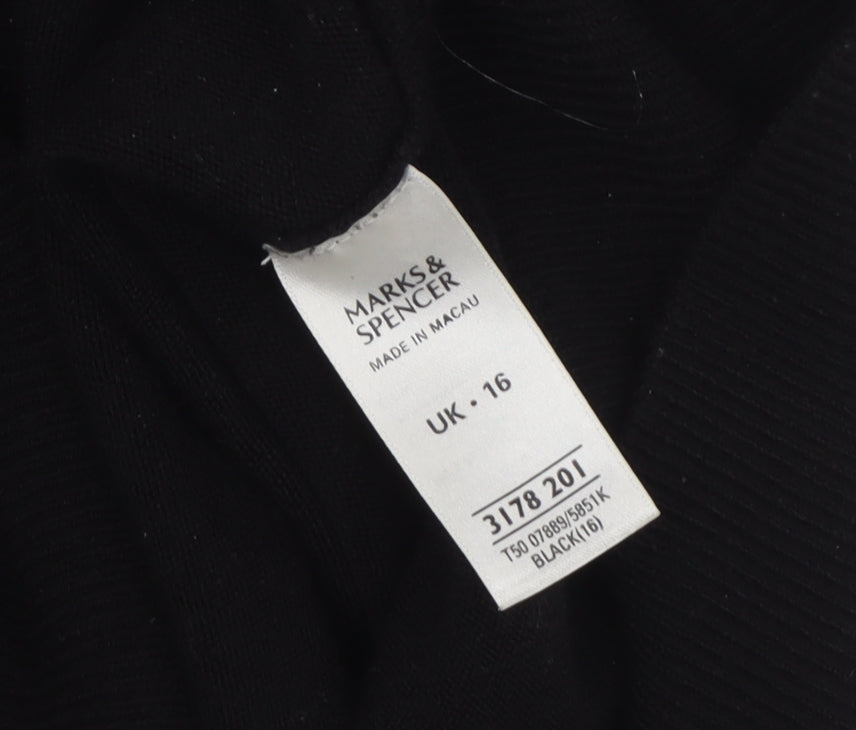 MARKS &
SPENCER
MADE IN MACAU
UK • 16
3178 201
T50 07889/5851K
BLACK(16)